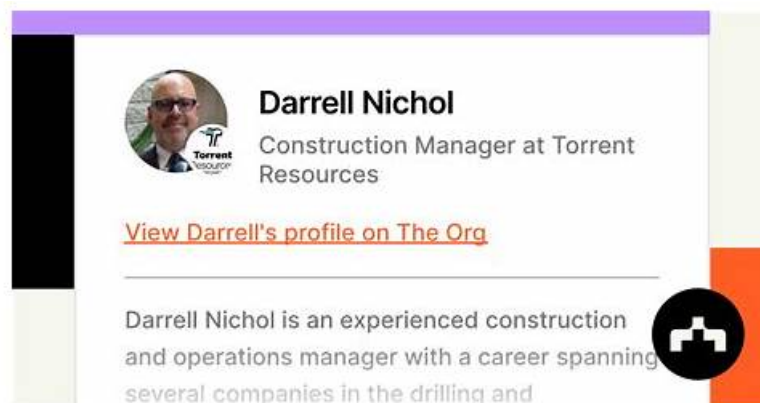 Darrell Nichol
Construction Manager at Torrent
Resources
Torrent
View Darrell's profile on The Org
Darrell Nichol is an experienced construction
and operations manager with a career spanning
several companies in the drilling and